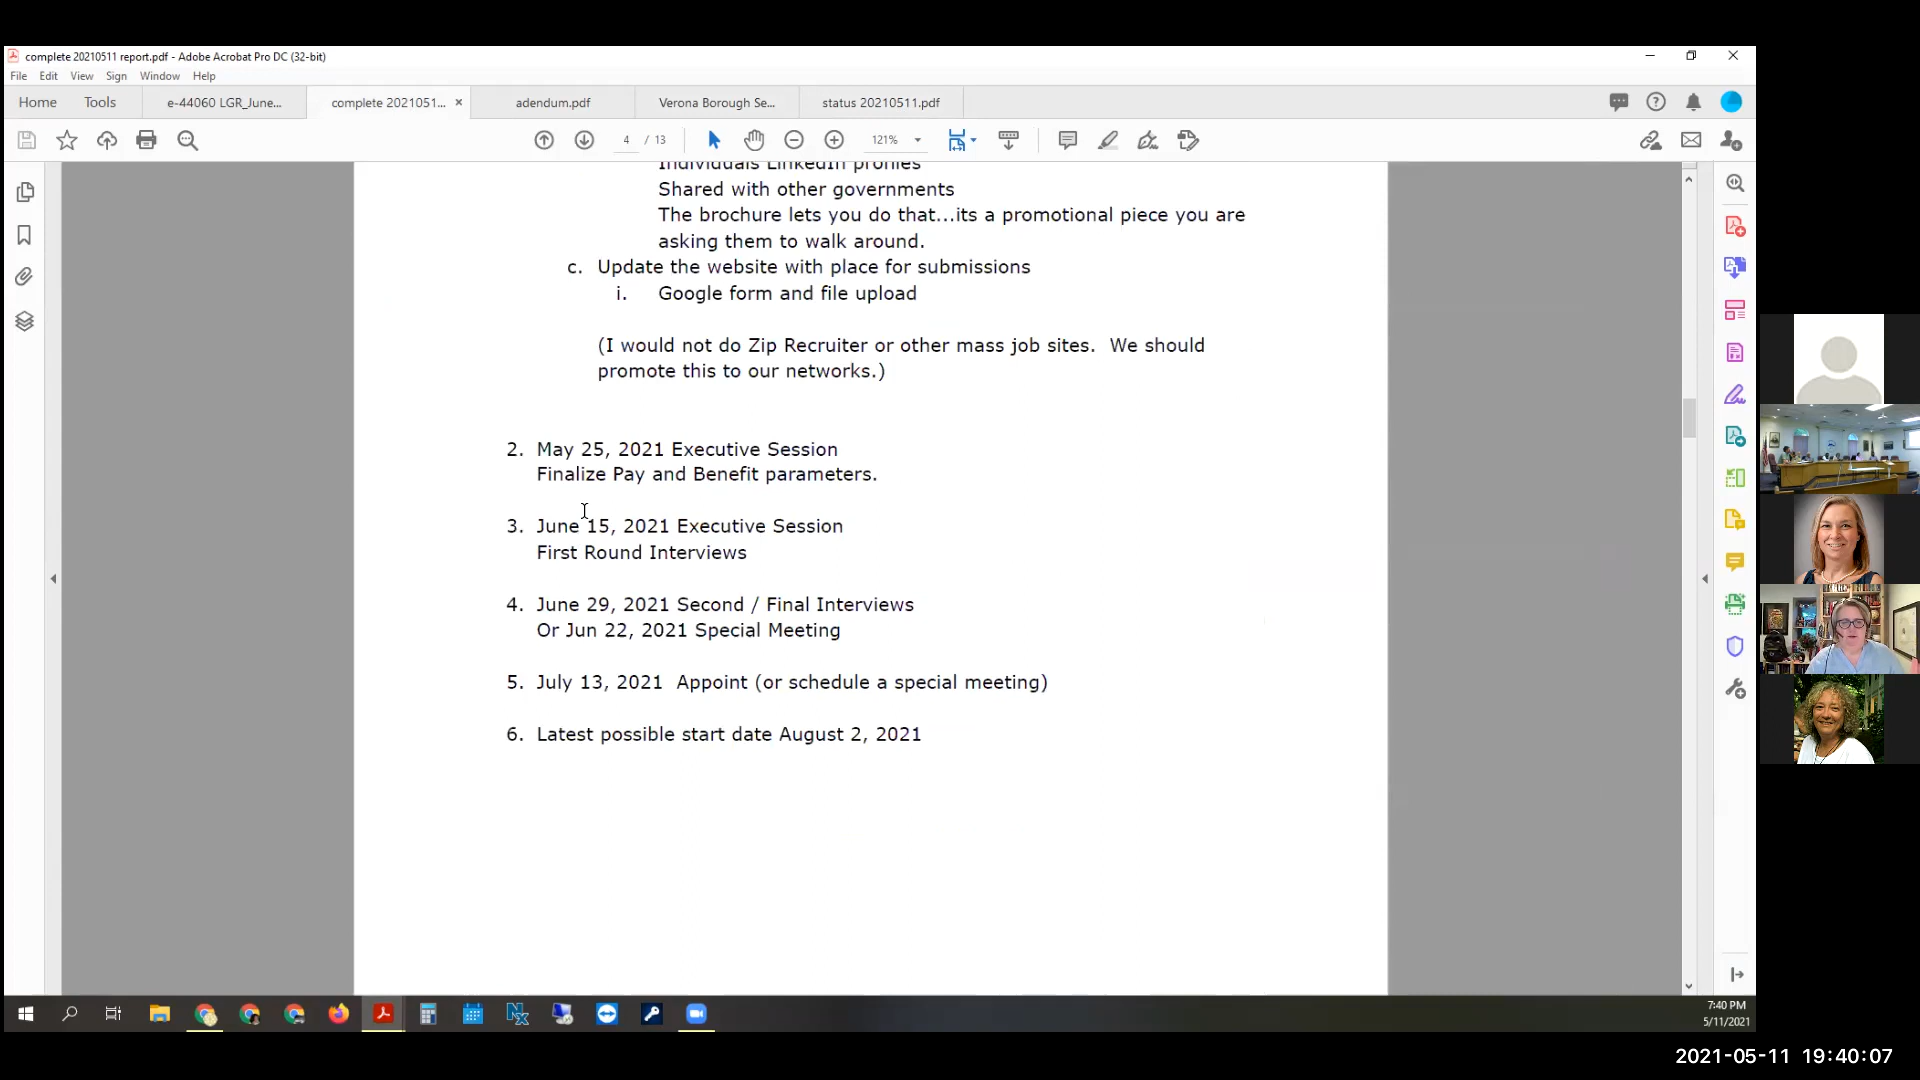 complete 20210511 report.pdf - Adobe Acrobat Pro DC (32-bit)
File Edit View Sign Window Help
Home Tools e-44060 LGR_June... complete 2021051... × adendum.pdf Verona Borough Se... status 20210511.pdf
4 / 13 121%
Individuals LinkedIn profiles
Shared with other governments
The brochure lets you do that...its a promotional piece you are
asking them to walk around.
c. Update the website with place for submissions
i. Google form and file upload
(I would not do Zip Recruiter or other mass job sites. We should
promote this to our networks.)
2. May 25, 2021 Executive Session
Finalize Pay and Benefit parameters.
3. June 15, 2021 Executive Session
First Round Interviews
4. June 29, 2021 Second / Final Interviews
Or Jun 22, 2021 Special Meeting
5. July 13, 2021 Appoint (or schedule a special meeting)
6. Latest possible start date August 2, 2021
7:40 PM
5/11/2021
2021-05-11 19:40:07